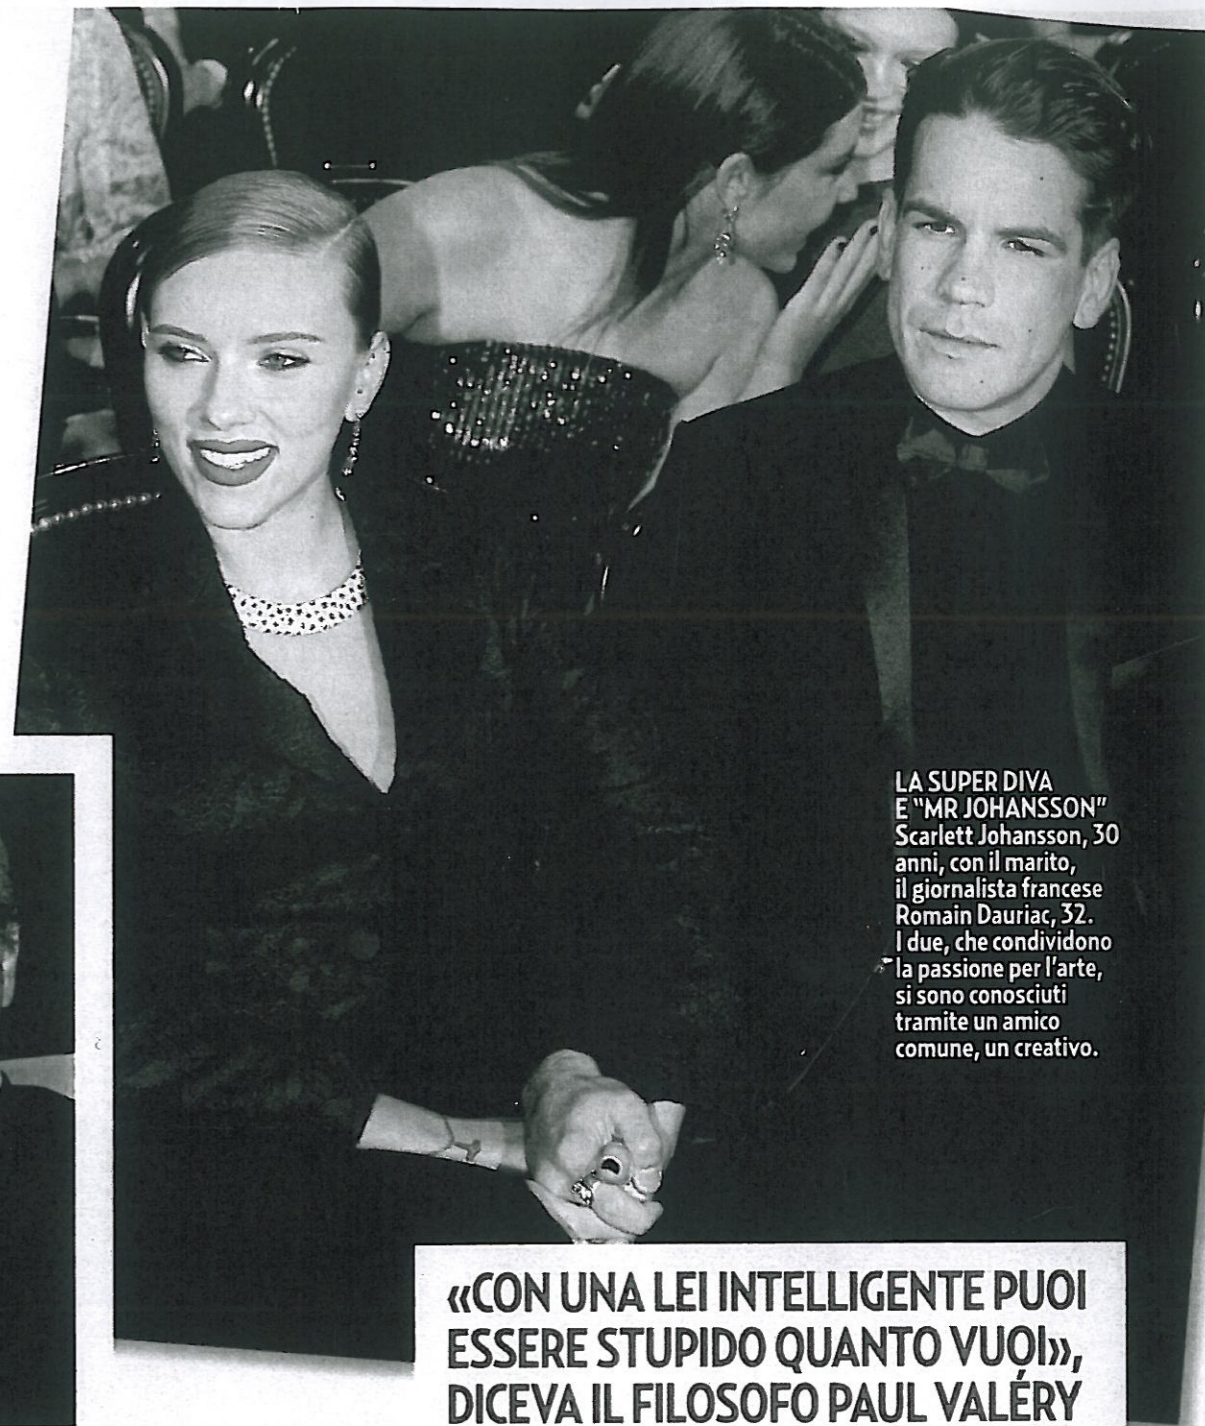 LA SUPER DIVA
E “MR JOHANSSON”
Scarlett Johansson, 30
anni, con il marito,
il giornalista francese
Romain Dauriac, 32.
I due, che condividono
la passione per l'arte,
si sono conosciuti
tramite un amico
comune, un creativo.
«CON UNA LEI INTELLIGENTE PUOI
ESSERE STUPIDO QUANTO VUOI»,
DICEVA IL FILOSOFO PAUL VALÉRY